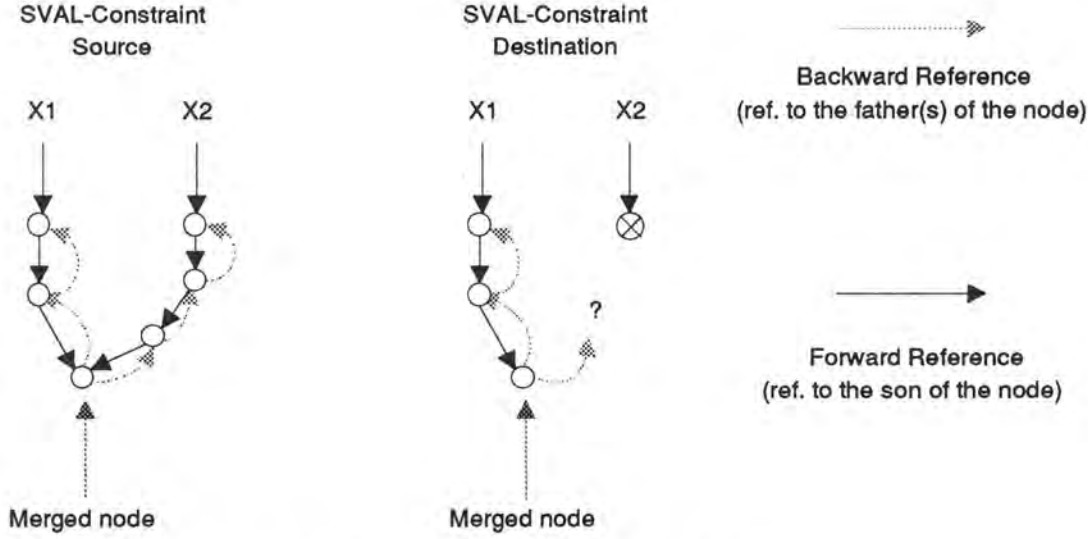 SVAL-Constraint
Source
SVAL-Constraint
Destination
Backward Reference
(ref. to the father(s) of the node)
X1
X2
X1
X2
?
Forward Reference
(ref. to the son of the node)
Merged node
Merged node